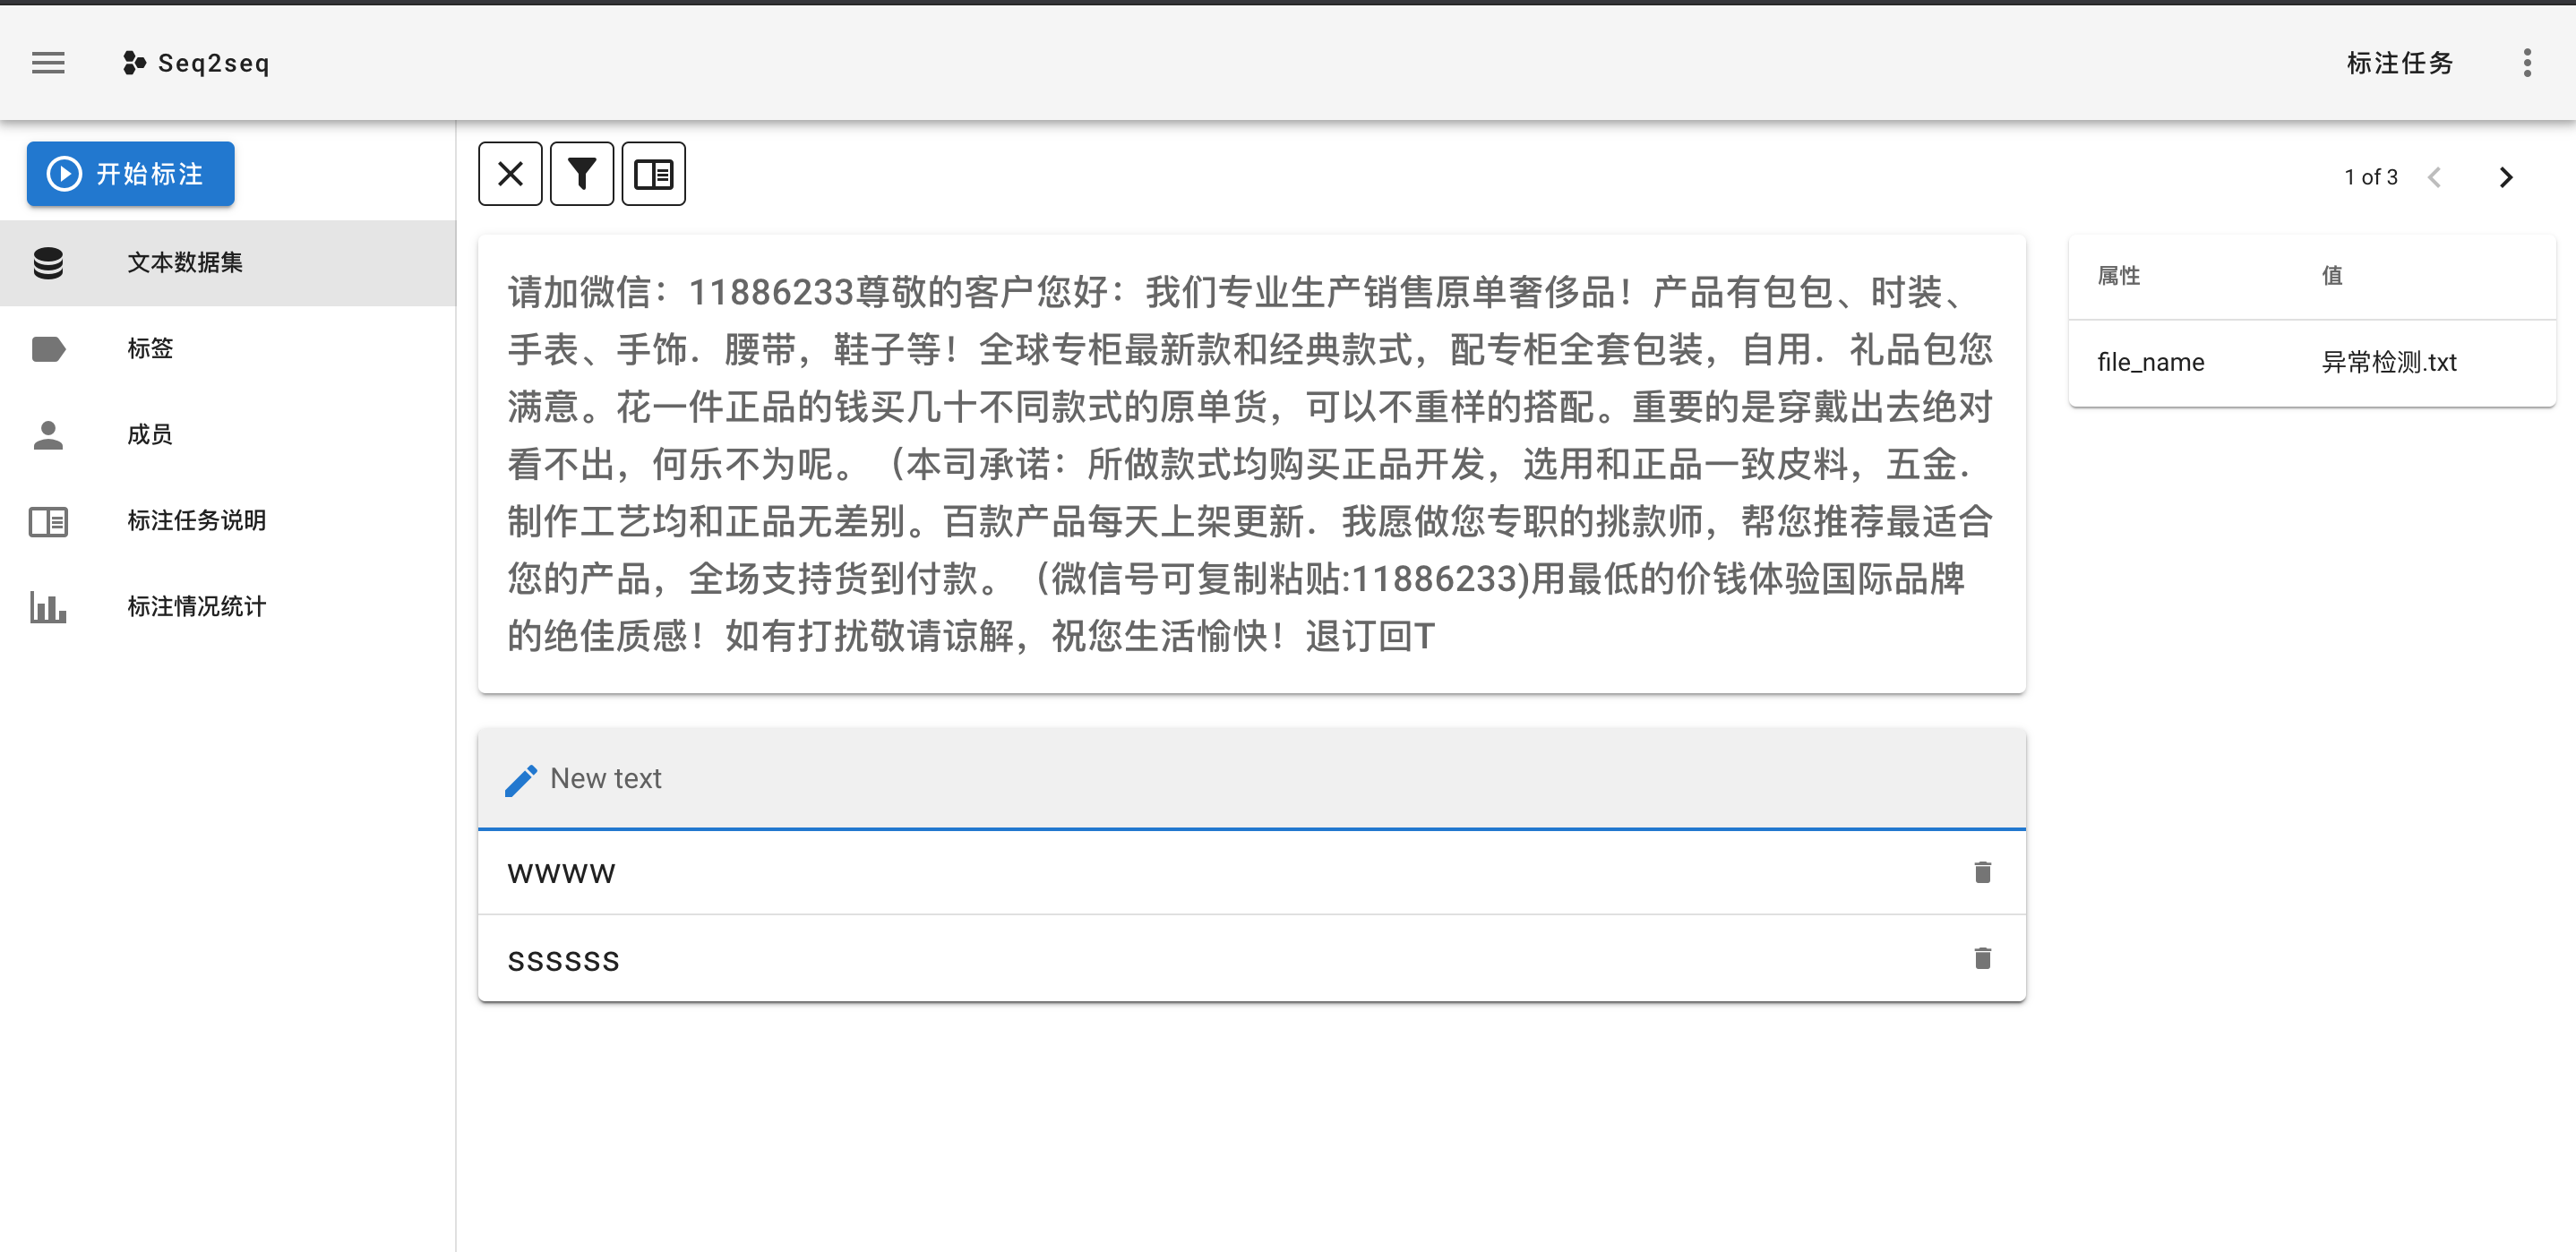 Seq2seq
标注任务
开始标注
文本数据集
标签
成员
标注任务说明
标注情况统计
1 of 3
请加微信：11886233尊敬的客户您好：我们专业生产销售原单奢侈品！产品有包包、时装、
手表、手饰．腰带，鞋子等！全球专柜最新款和经典款式，配专柜全套包装，自用．礼品包您
满意。花一件正品的钱买几十不同款式的原单货，可以不重样的搭配。重要的是穿戴出去绝对
看不出，何乐不为呢。（本司承诺：所做款式均购买正品开发，选用和正品一致皮料，五金．
制作工艺均和正品无差别。百款产品每天上架更新．我愿做您专职的挑款师，帮您推荐最适合
您的产品，全场支持货到付款。（微信号可复制粘贴:11886233)用最低的价钱体验国际品牌
的绝佳质感！如有打扰敬请谅解，祝您生活愉快！退订回T
New text
wwww
ssssss
属性 值
file_name 异常检测.txt